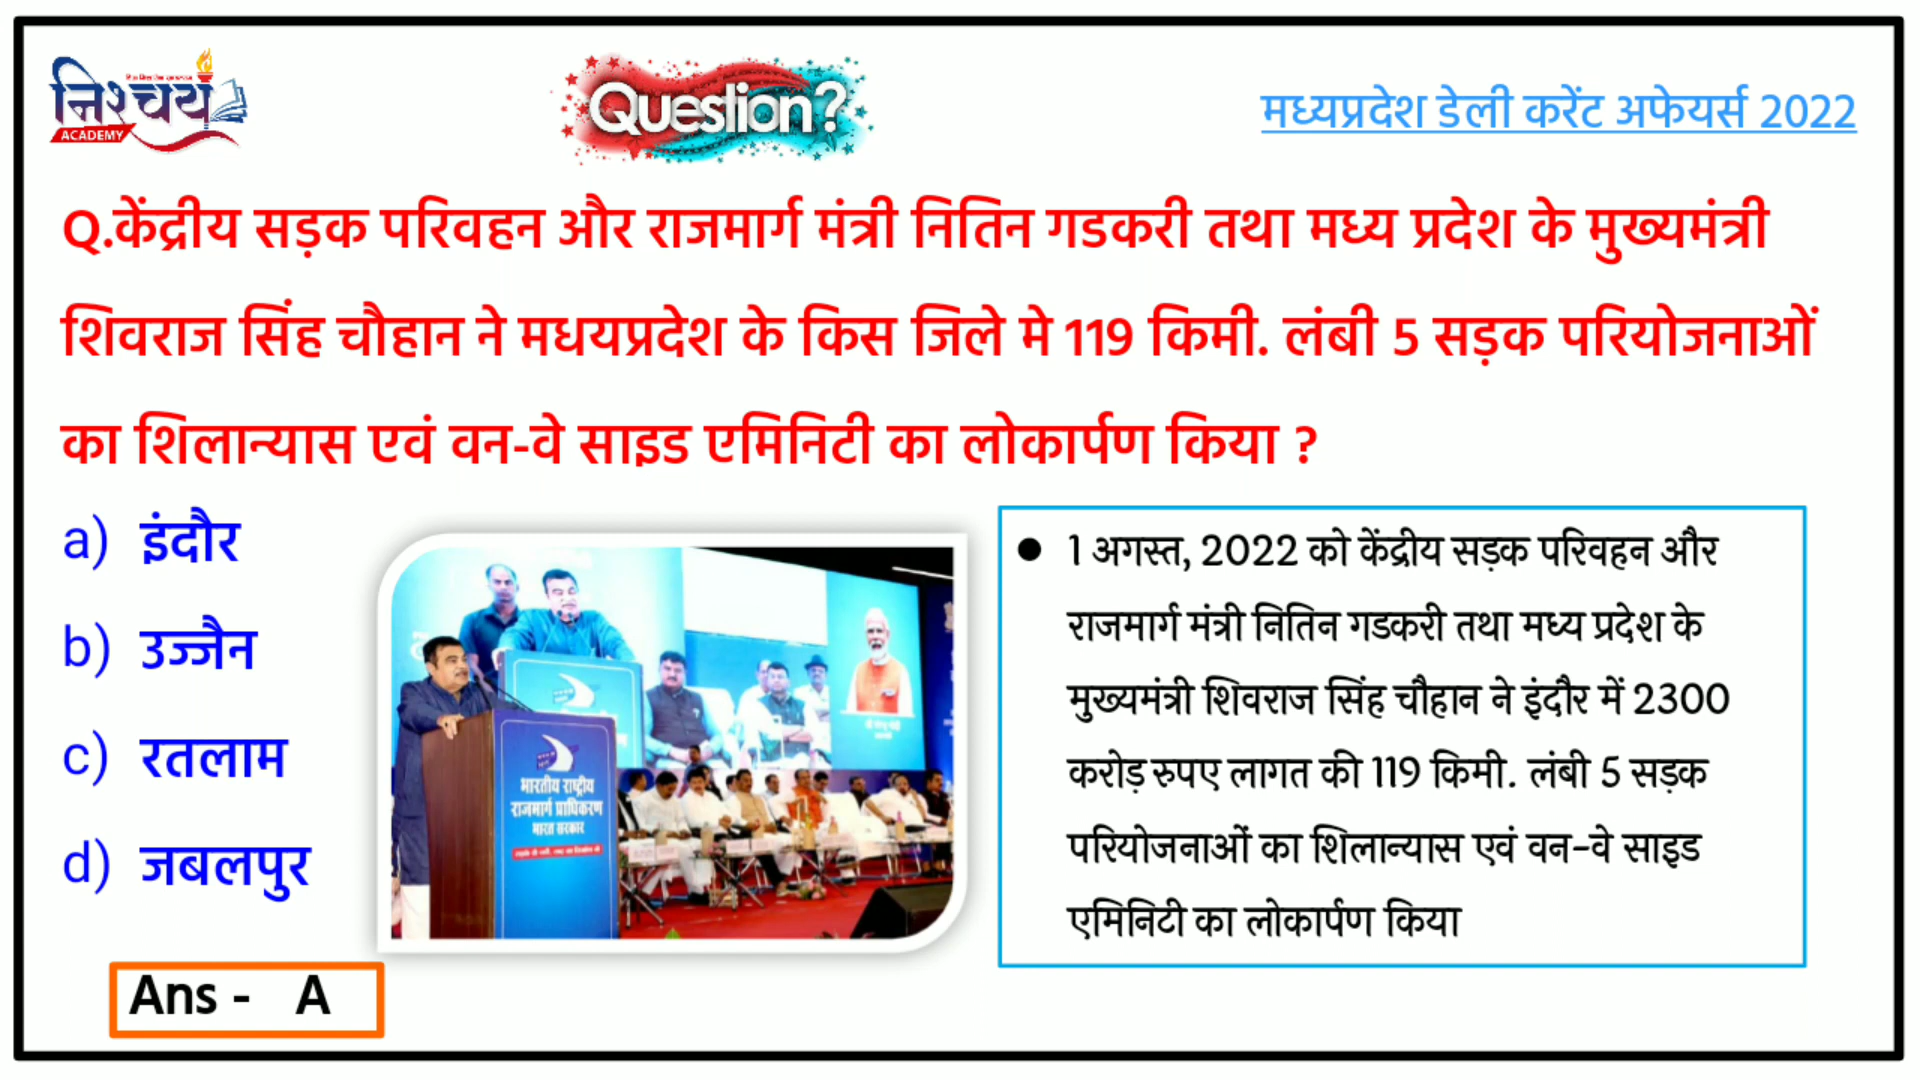 निश्चय
ACADEMY
Question?
मध्यप्रदेश डेली करेंट अफेयर्स 2022
Q.केंद्रीय सड़क परिवहन और राजमार्ग मंत्री नितिन गडकरी तथा मध्य प्रदेश के मुख्यमंत्री
शिवराज सिंह चौहान ने मधयप्रदेश के किस जिले मे 119 किमी. लंबी 5 सड़क परियोजनाओं
का शिलान्यास एवं वन-वे साइड एमिनिटी का लोकार्पण किया ?
a) इंदौर
b) उज्जैन
c) रतलाम
d) जबलपुर
भारतीय राष्ट्रीय
राजमार्ग प्राधिकरण
भारत सरकार
● 1 अगस्त, 2022 को केंद्रीय सड़क परिवहन और
राजमार्ग मंत्री नितिन गडकरी तथा मध्य प्रदेश के
मुख्यमंत्री शिवराज सिंह चौहान ने इंदौर में 2300
करोड़ रुपए लागत की 119 किमी. लंबी 5 सड़क
परियोजनाओं का शिलान्यास एवं वन-वे साइड
एमिनिटी का लोकार्पण किया
Ans - A